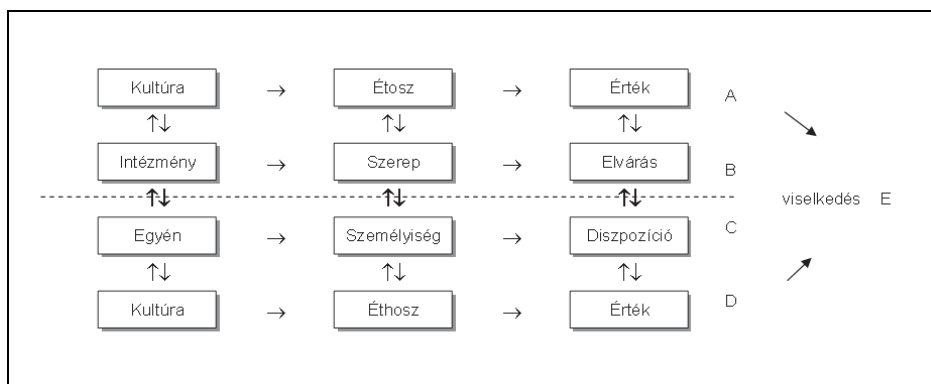 Kultúra → Étosz → Érték A
↑↓ ↑↓ ↑↓
Intézmény → Szerep → Elvárás B
↑↓ ↑↓ ↑↓ viselkedés E
Egyén → Személyiség → Diszpozíció C
↑↓ ↑↓ ↑↓
Kultúra → Éthosz → Érték D